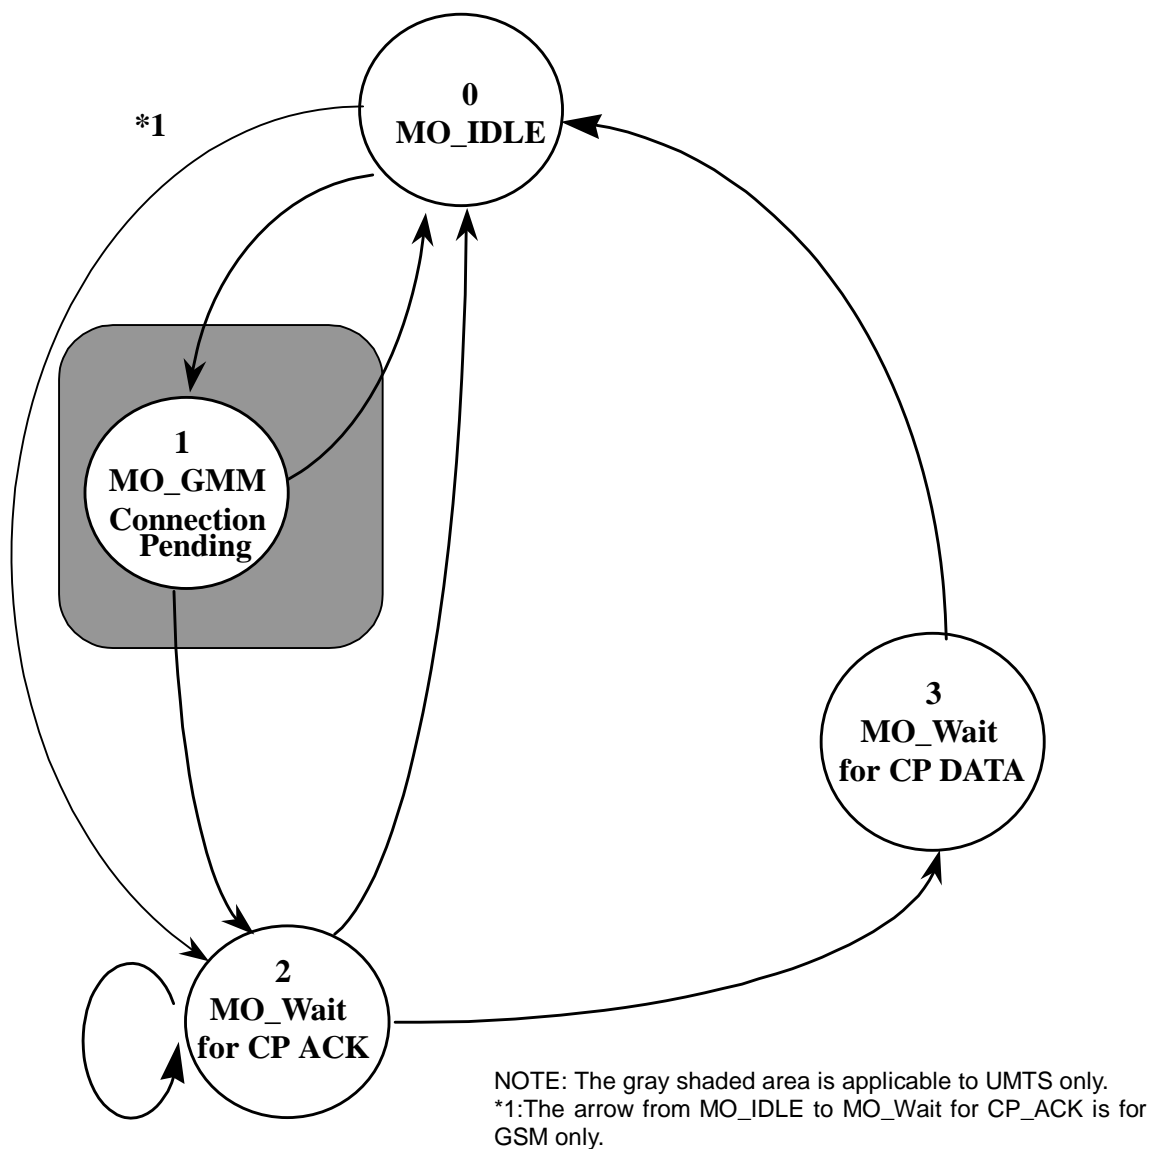 0
MO_IDLE
*1
1
MO_GMM
Connection
Pending
3
MO_Wait
for CP DATA
2
MO_Wait
for CP ACK
NOTE: The gray shaded area is applicable to UMTS only.
*1:The arrow from MO_IDLE to MO_Wait for CP_ACK is for
GSM only.